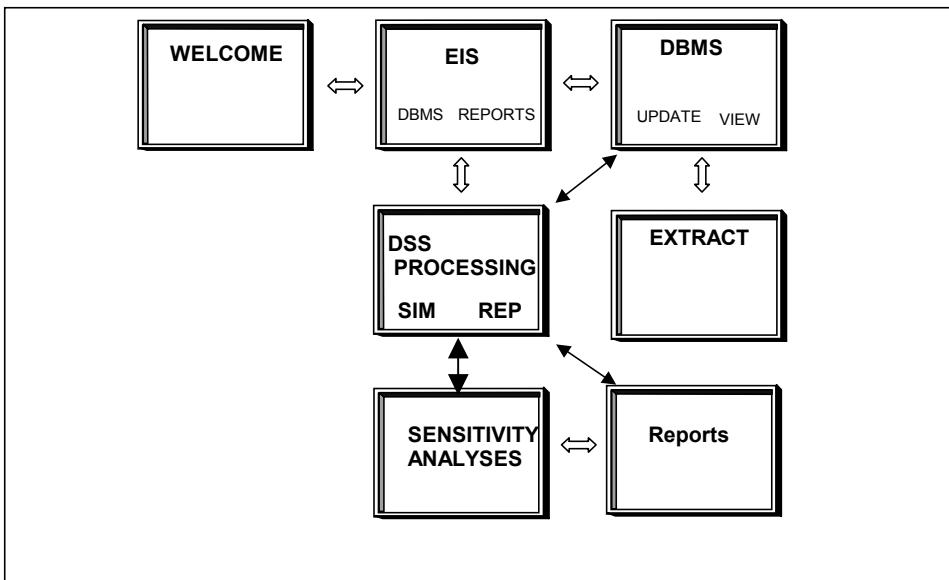 WELCOME
EIS
DBMS REPORTS
DBMS
UPDATE VIEW
DSS
PROCESSING
SIM REP
EXTRACT
SENSITIVITY
ANALYSES
Reports